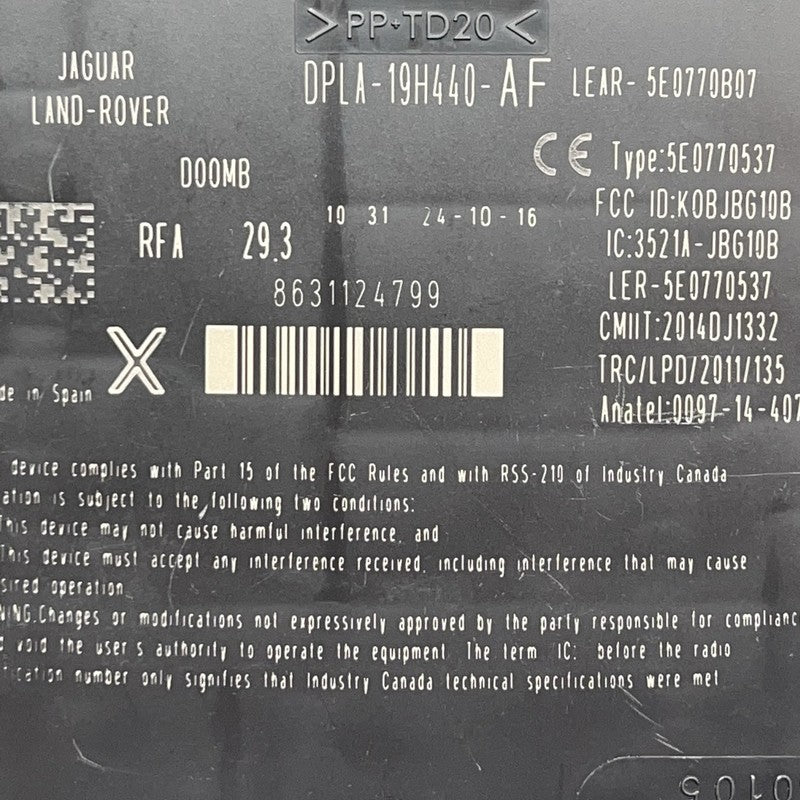 >PP+TD20<
JAGUAR
LAND-ROVER
DPLA-19H440-AF LEAR- 5E0770B07
CE Type:5E0770537
D00MB
FCC ID:KOBJBG10B
RFA 29.3 10 31 24-10-16
IC:3521A-JBG10B
8631124799
LER-5E0770537
CMIIT:2014DJ1332
X
TRC/LPD/2011/135
de in Spain
Anatel:0097-14-407
device complies with Part 15 of the FCC Rules and with RSS-210 of Industry Canada
ation is subject to the following two conditions:
This device may not cause harmful interference, and
This device must accept any interference received, including interference that may cause
sired operation
NING.Changes or modifications not expressively approved by the party responsible for complianc
d void the user's authority to operate the equipment. The term IC: before the radio
fication number only signifies that Industry Canada technical specifications were met